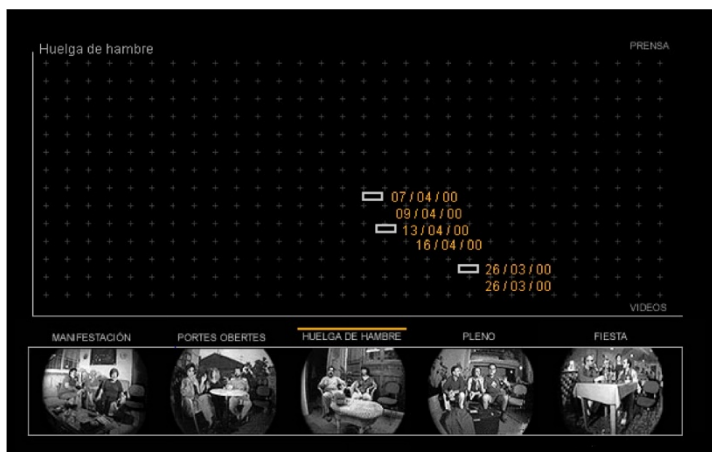 Huelga de hambre
PRENSA
07 / 04 / 00
09 / 04 / 00
13 / 04 / 00
16 / 04 / 00
26 / 03 / 00
26 / 03 / 00
VIDEOS
MANIFESTACIÓN
PORTES OBERTES
HUELGA DE HAMBRE
PLENO
FIESTA